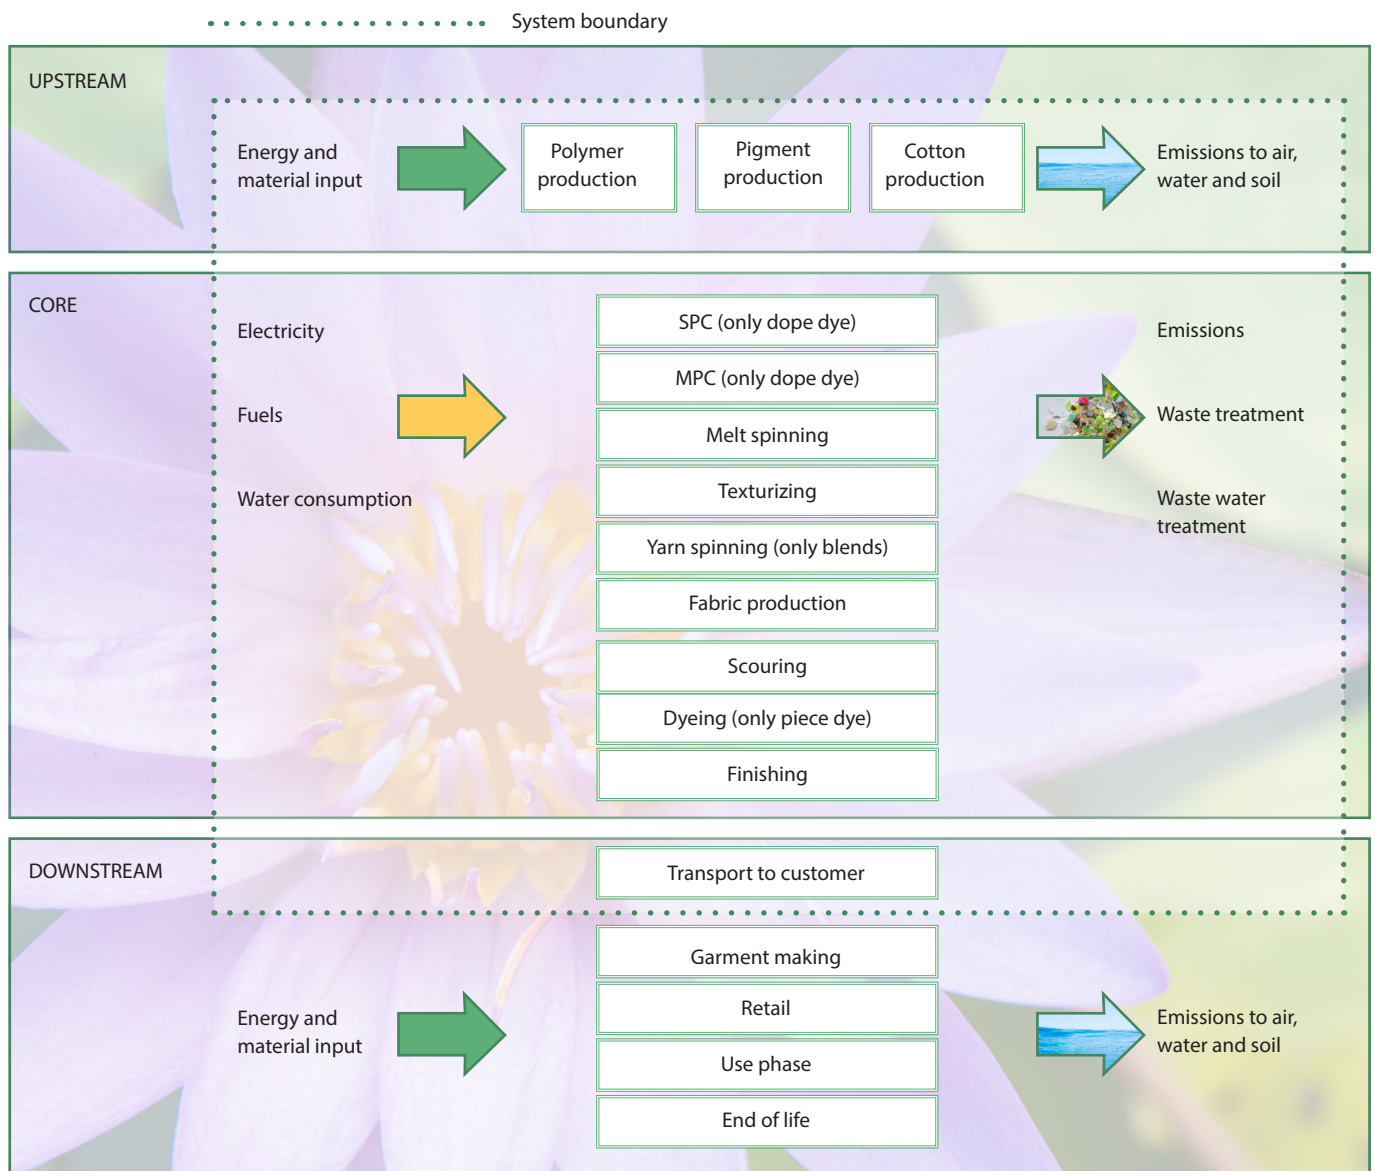 System boundary
UPSTREAM
Energy and
material input
Polymer
production
Pigment
production
Cotton
production
Emissions to air,
water and soil
CORE
Electricity
Fuels
Water consumption
SPC (only dope dye)
MPC (only dope dye)
Melt spinning
Texturizing
Yarn spinning (only blends)
Fabric production
Scouring
Dyeing (only piece dye)
Finishing
Emissions
Waste treatment
Waste water
treatment
DOWNSTREAM
Transport to customer
Garment making
Retail
Use phase
End of life
Energy and
material input
Emissions to air,
water and soil